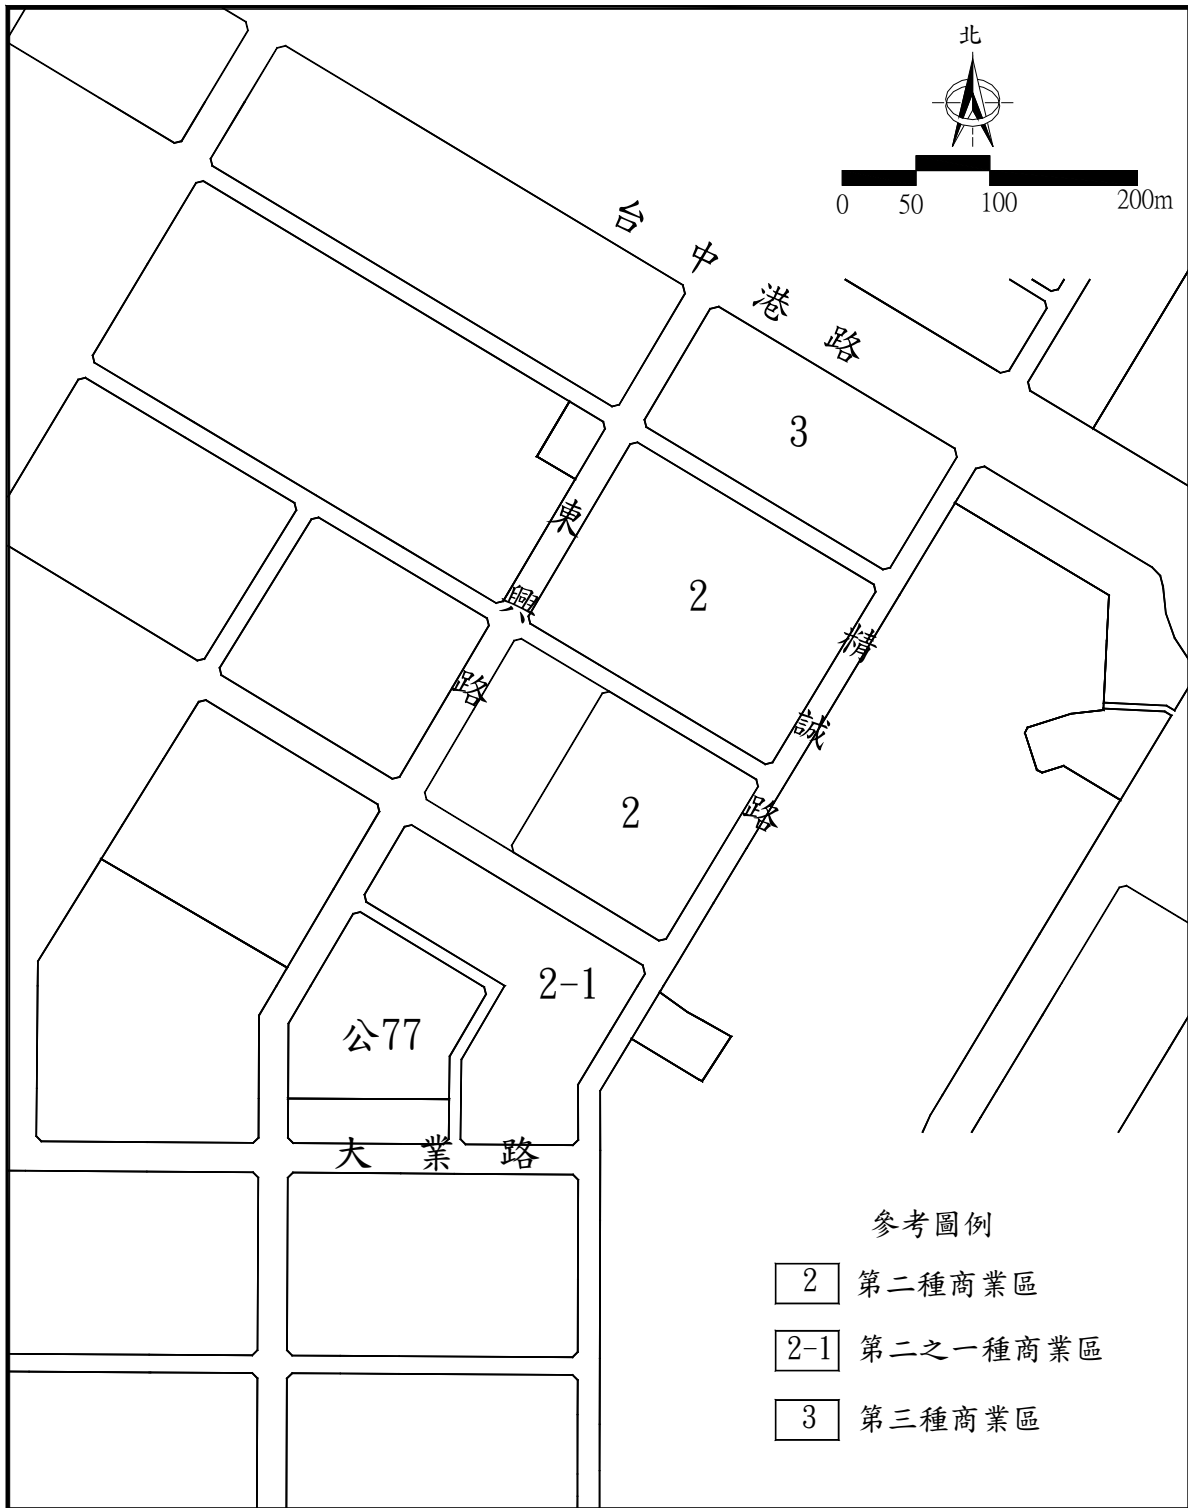 北
0 50 100 200m
台中港路
3
東興路
2
精誠路
2
2-1
公77
大業路
參考圖例
2 第二種商業區
2-1 第二之一種商業區
3 第三種商業區